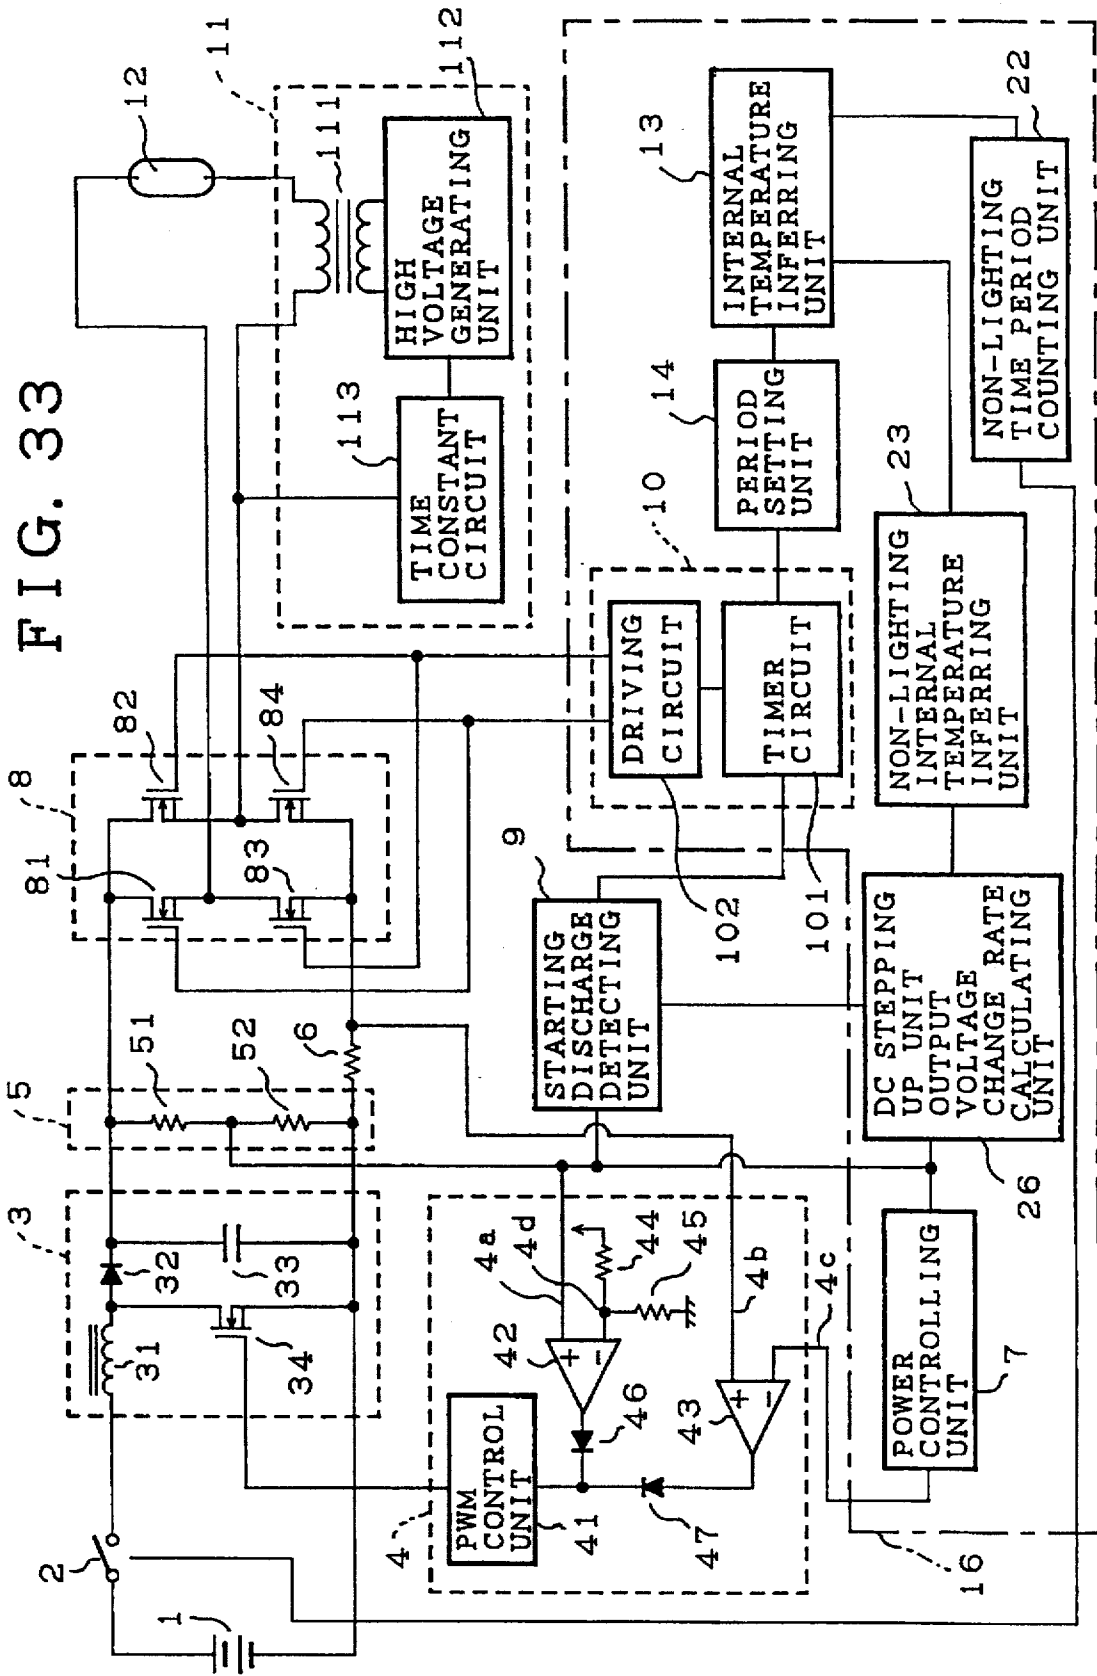 FIG. 33
1
2
3
31
32
33
34
5
51
52
6
8
81
82
83
84
11
12
111
HIGH
VOLTAGE
GENERATING
UNIT
112
113
TIME
CONSTANT
CIRCUIT
4
PWM
CONTROL
UNIT
41
42
+
−
4a
4d
44
45
46
47
43
+
−
4b
4c
9
STARTING
DISCHARGE
DETECTING
UNIT
10
DRIVING
CIRCUIT
102
TIMER
CIRCUIT
101
14
PERIOD
SETTING
UNIT
13
INTERNAL
TEMPERATURE
INFERRING
UNIT
16
POWER
CONTROLLING
UNIT
7
DC STEPPING
UP UNIT
OUTPUT
VOLTAGE
CHANGE RATE
CALCULATING
UNIT
26
23
NON-LIGHTING
INTERNAL
TEMPERATURE
INFERRING
UNIT
22
NON-LIGHTING
TIME PERIOD
COUNTING UNIT